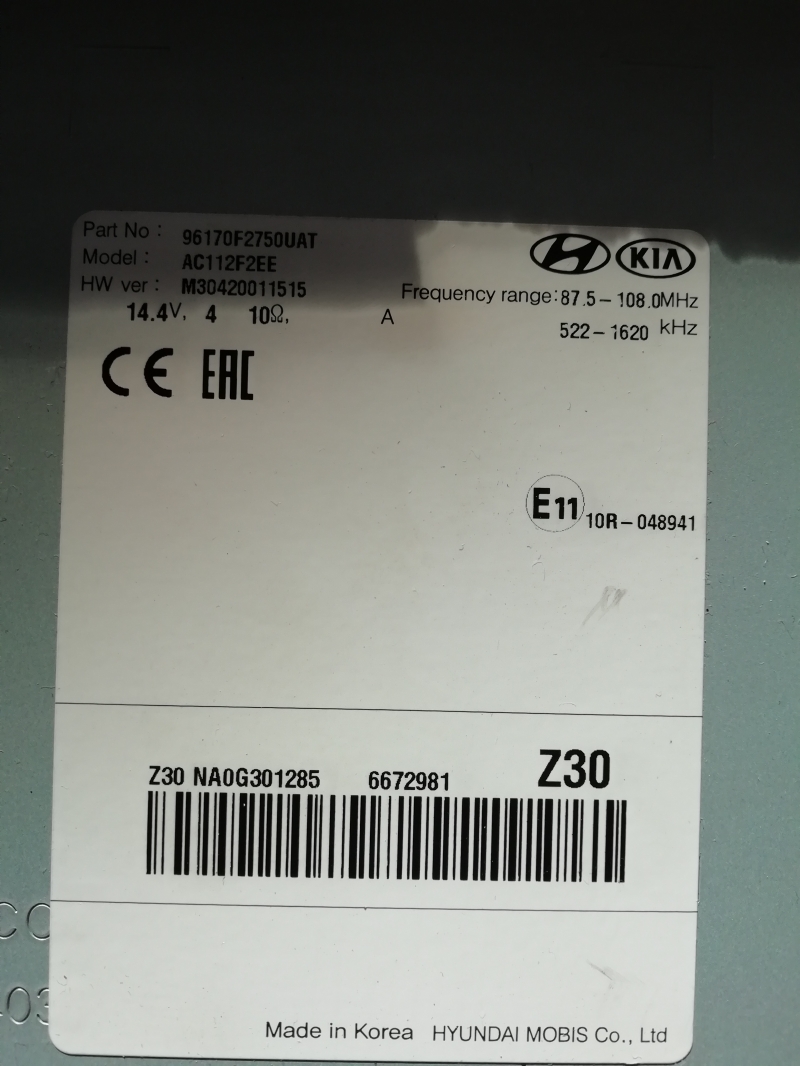 Part No : 96170F2750UAT
Model : AC112F2EE
HW ver : M30420011515
14.4V, 4 10Ω, A
KIA
Frequency range:87.5-108.0MHz
522-1620 kHz
CE EAC
E11 10R-048941
Z30 NA0G301285 6672981 Z30
CO
03
Made in Korea HYUNDAI MOBIS Co., Ltd